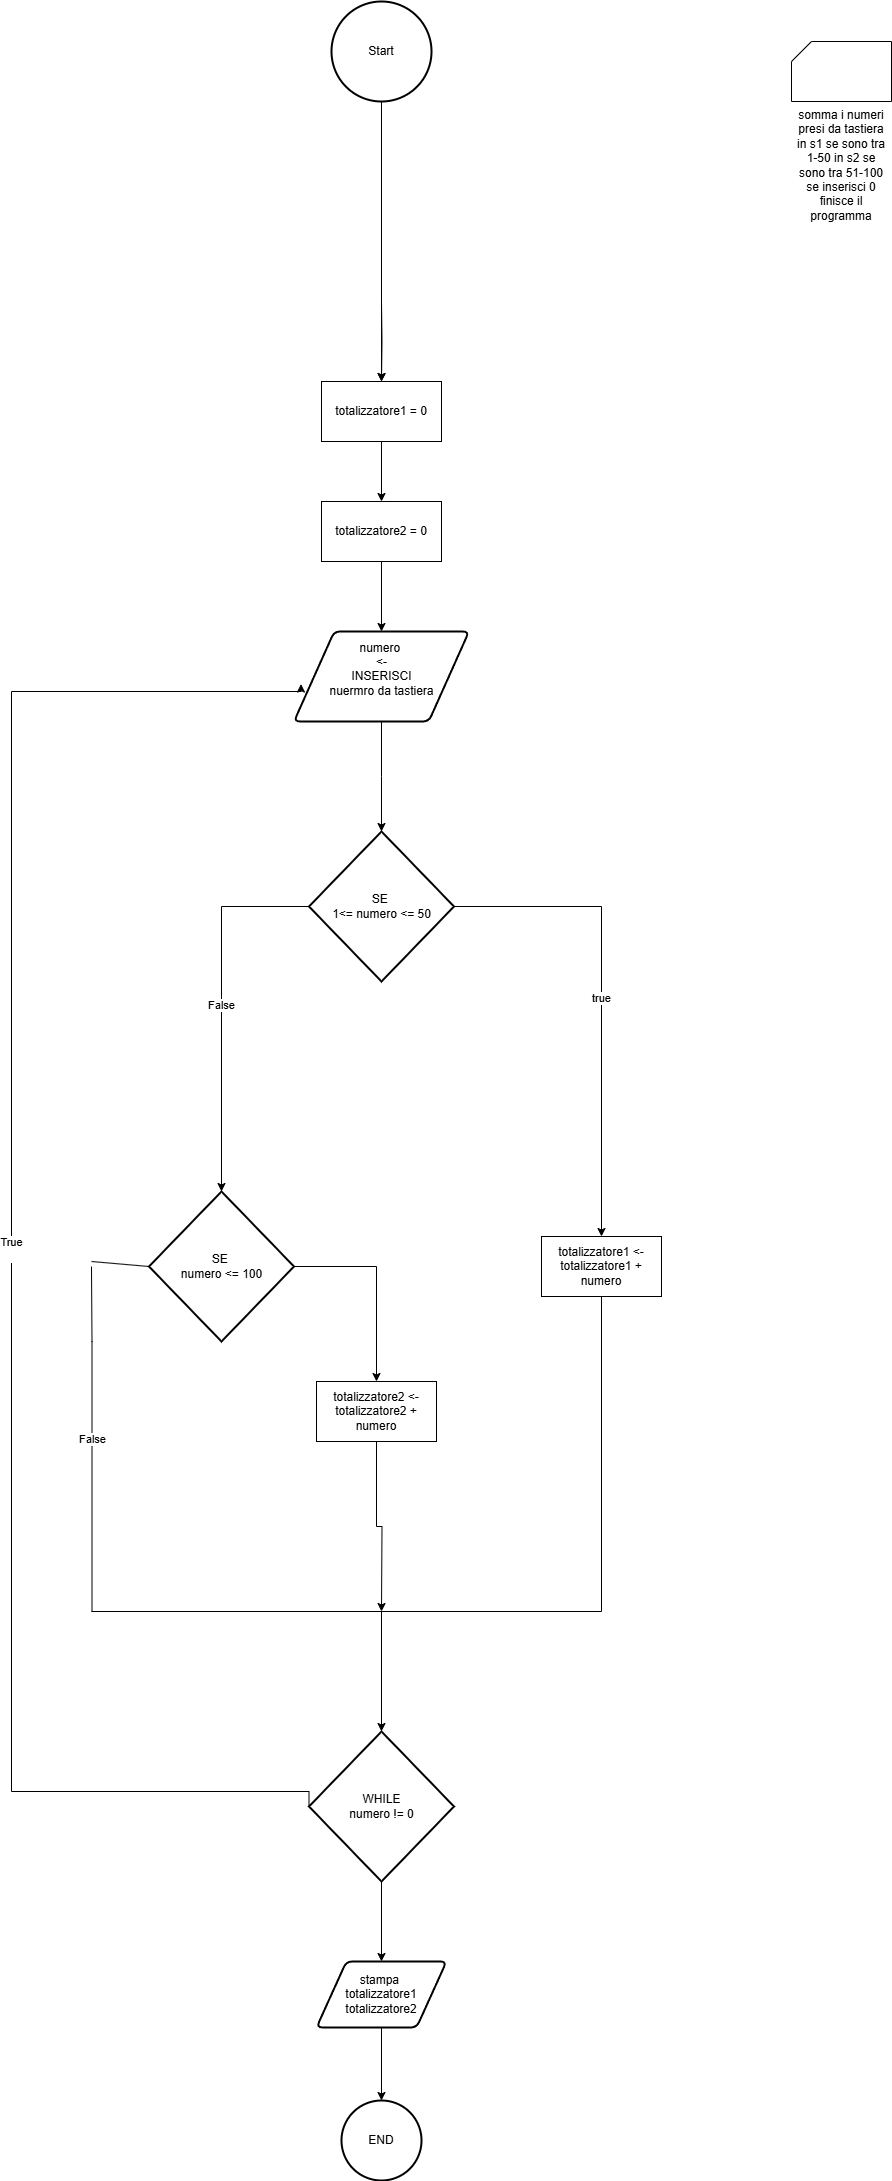 Start
somma i numeri
presi da tastiera
in s1 se sono tra
1-50 in s2 se
sono tra 51-100
se inserisci 0
finisce il
programma
totalizzatore1 = 0
totalizzatore2 = 0
numero
<-
INSERISCI
nuermro da tastiera
SE
1<= numero <= 50
False
true
True
SE
numero <= 100
totalizzatore1 <-
totalizzatore1 +
numero
totalizzatore2 <-
totalizzatore2 +
numero
False
WHILE
numero != 0
stampa
totalizzatore1
totalizzatore2
END